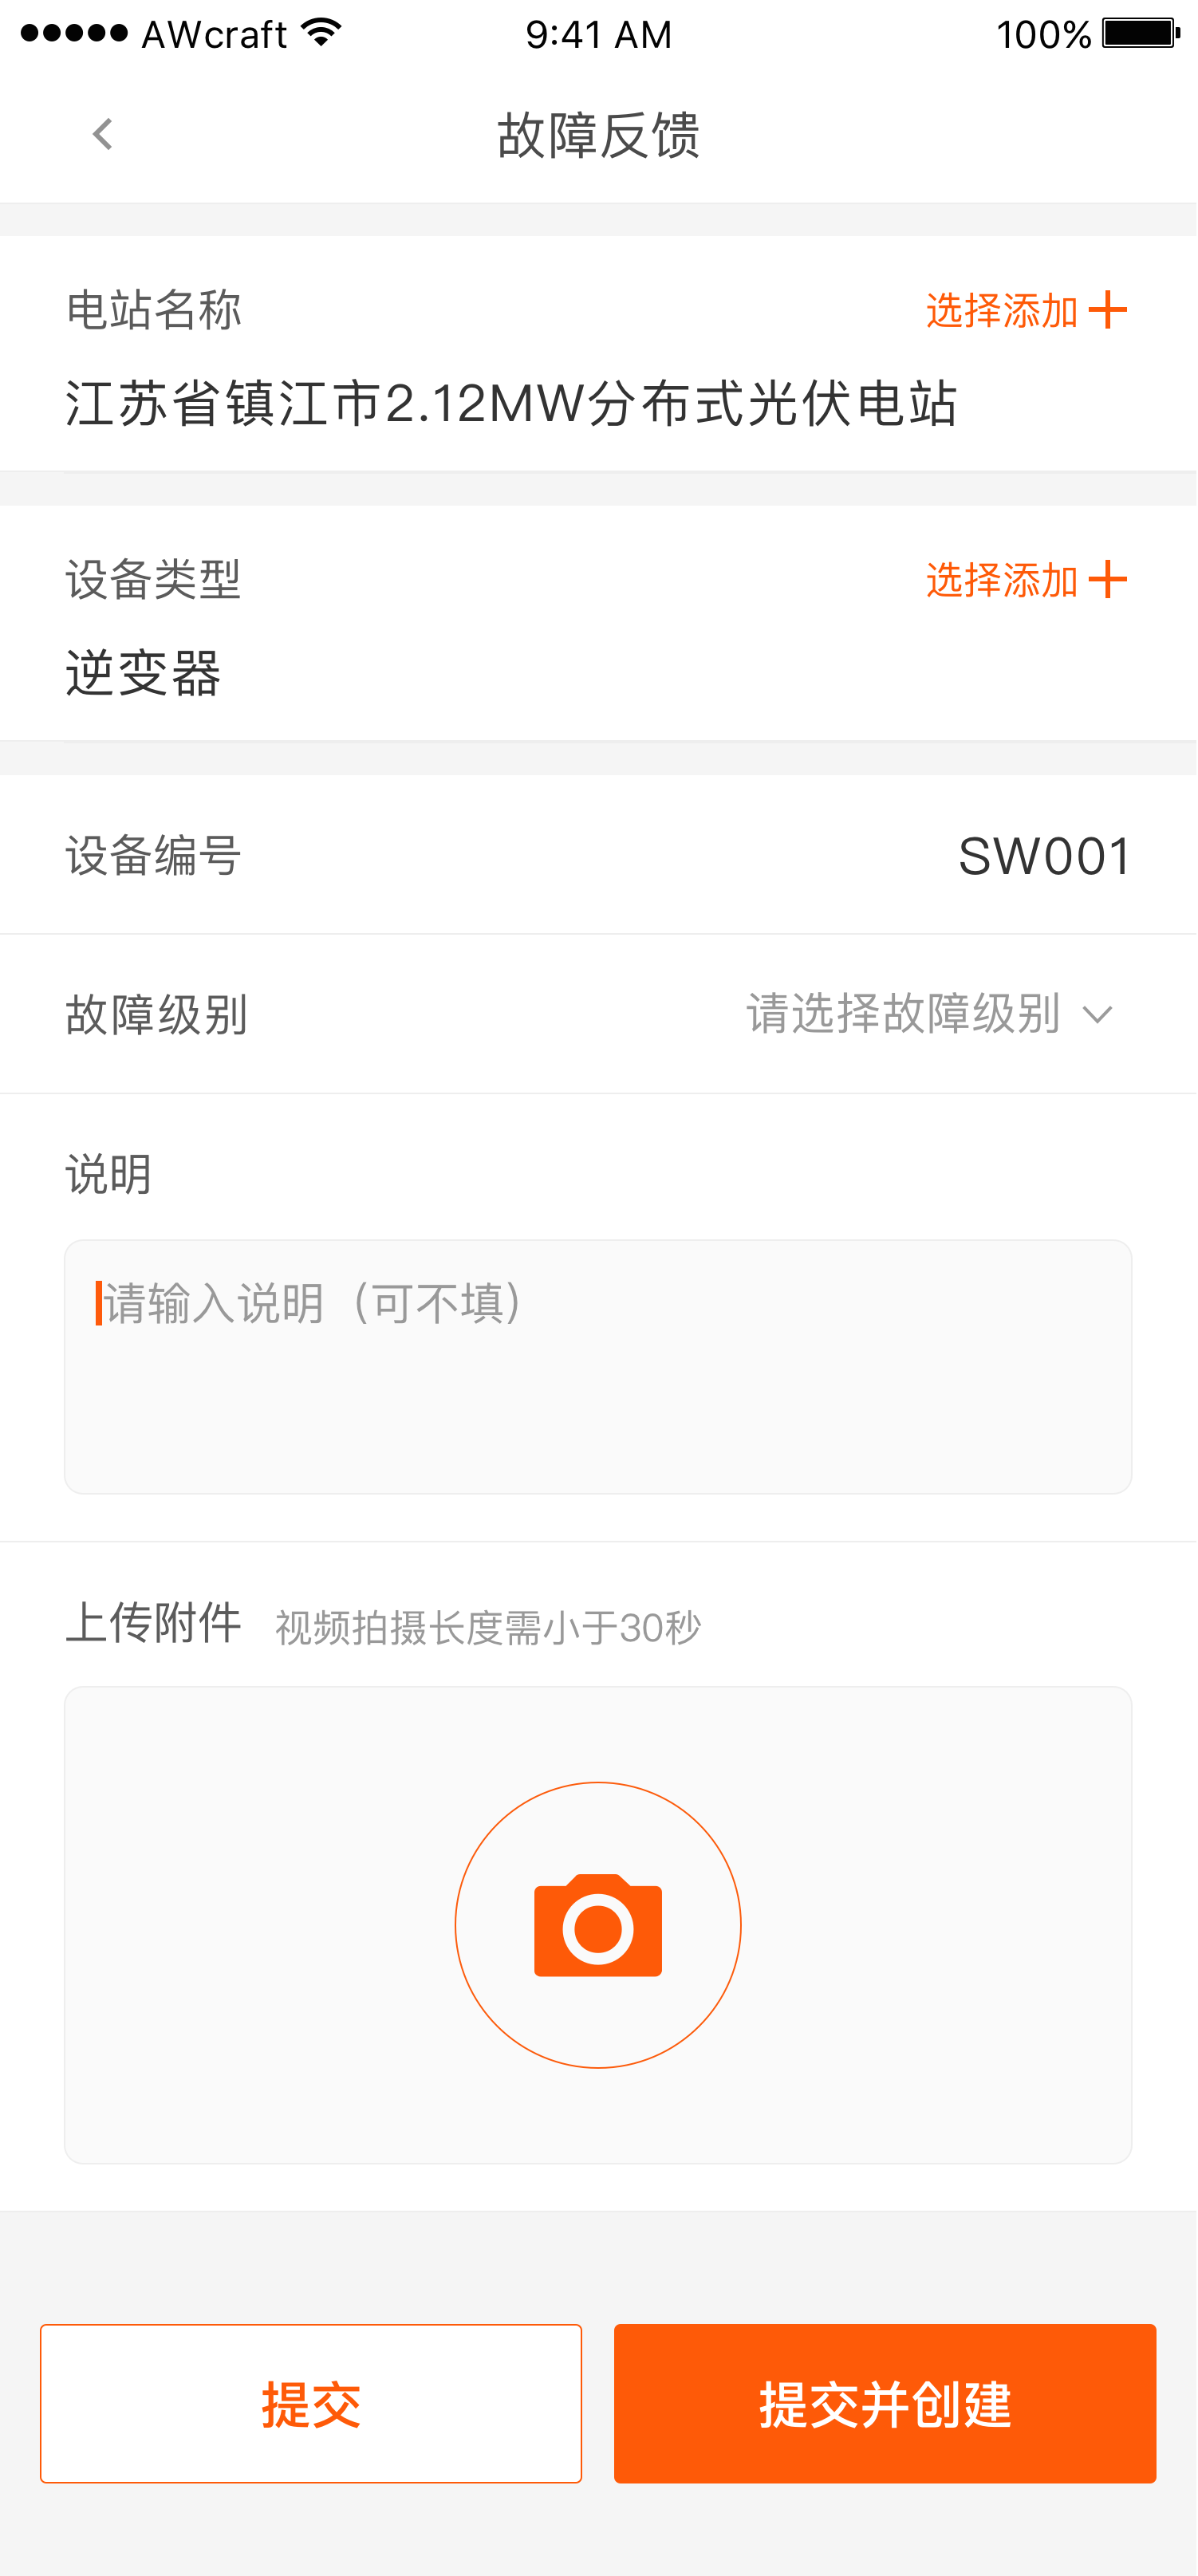 AWcraft 9:41 AM 100%
故障反馈
电站名称 选择添加
江苏省镇江市2.12MW分布式光伏电站
设备类型 选择添加
逆变器
设备编号 SW001
故障级别 请选择故障级别
说明
请输入说明（可不填）
上传附件 视频拍摄长度需小于30秒
提交 提交并创建